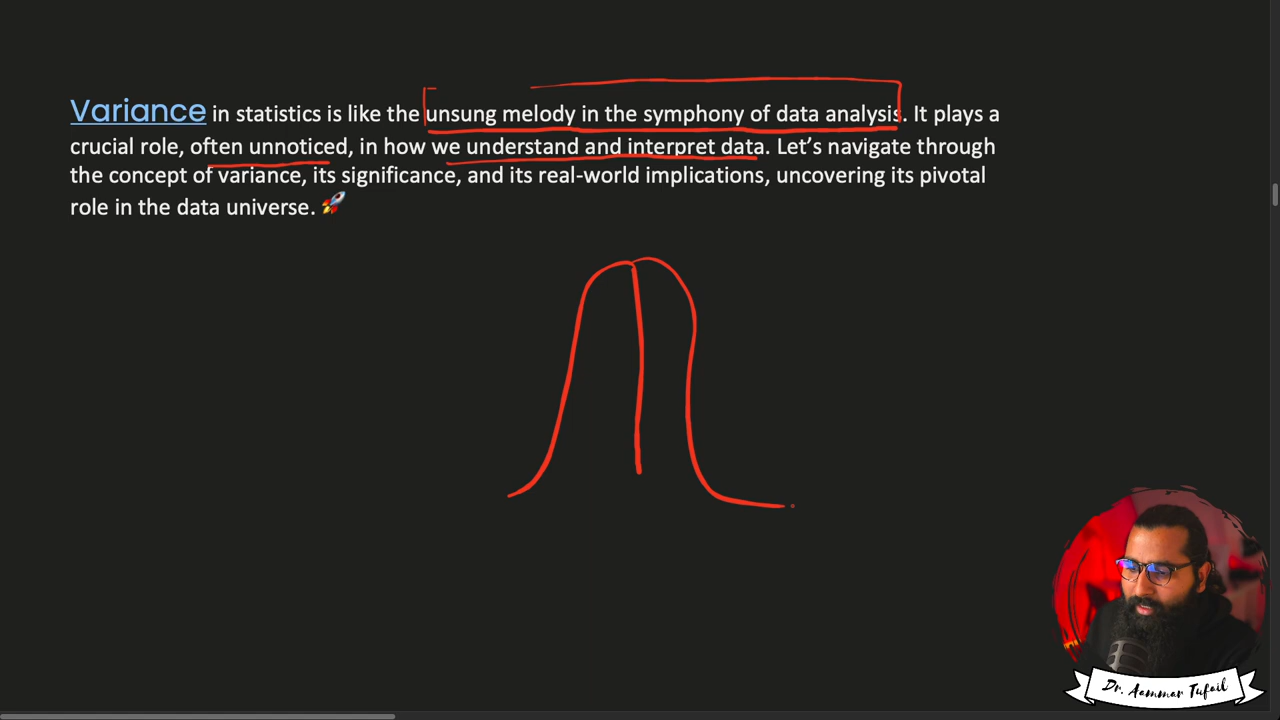 Variance in statistics is like the unsung melody in the symphony of data analysis. It plays a
crucial role, often unnoticed, in how we understand and interpret data. Let’s navigate through
the concept of variance, its significance, and its real-world implications, uncovering its pivotal
role in the data universe. 🚀
Dr. Aammar Tufail